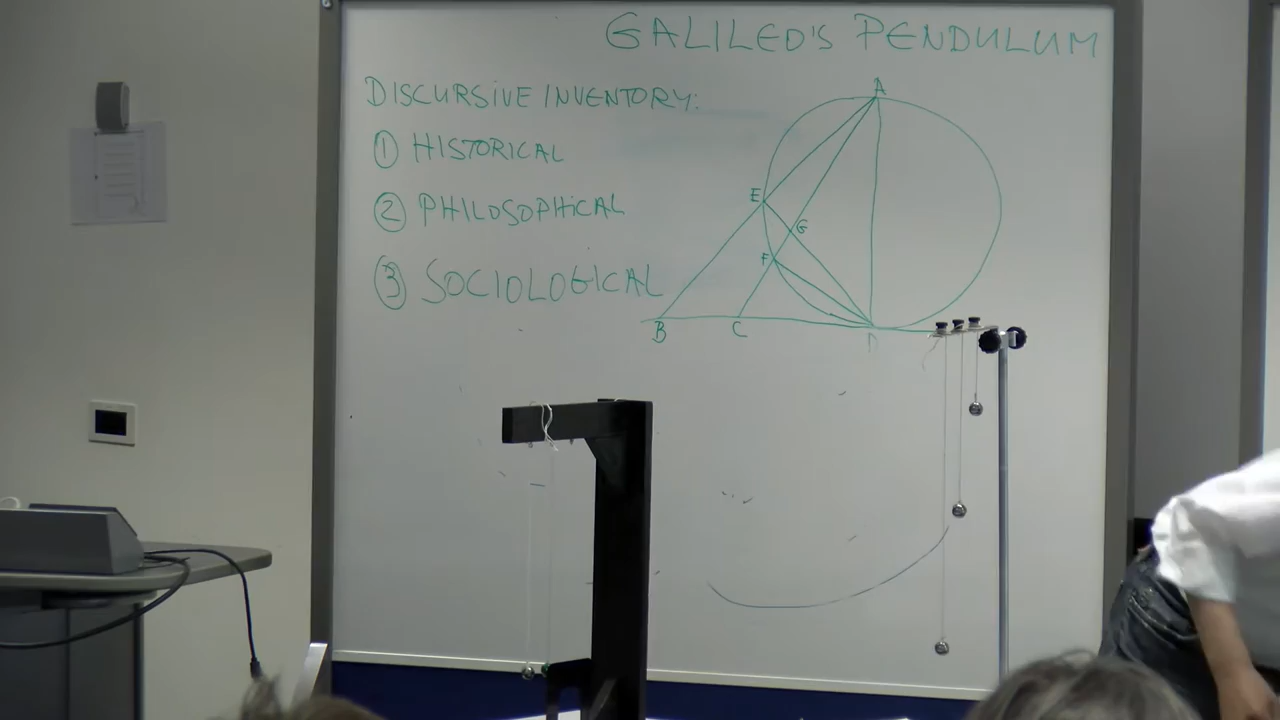 GALILEO'S PENDULUM
DISCURSIVE INVENTORY:
① HISTORICAL
② PHILOSOPHICAL
③ SOCIOLOGICAL
A
E
G
F
B C D